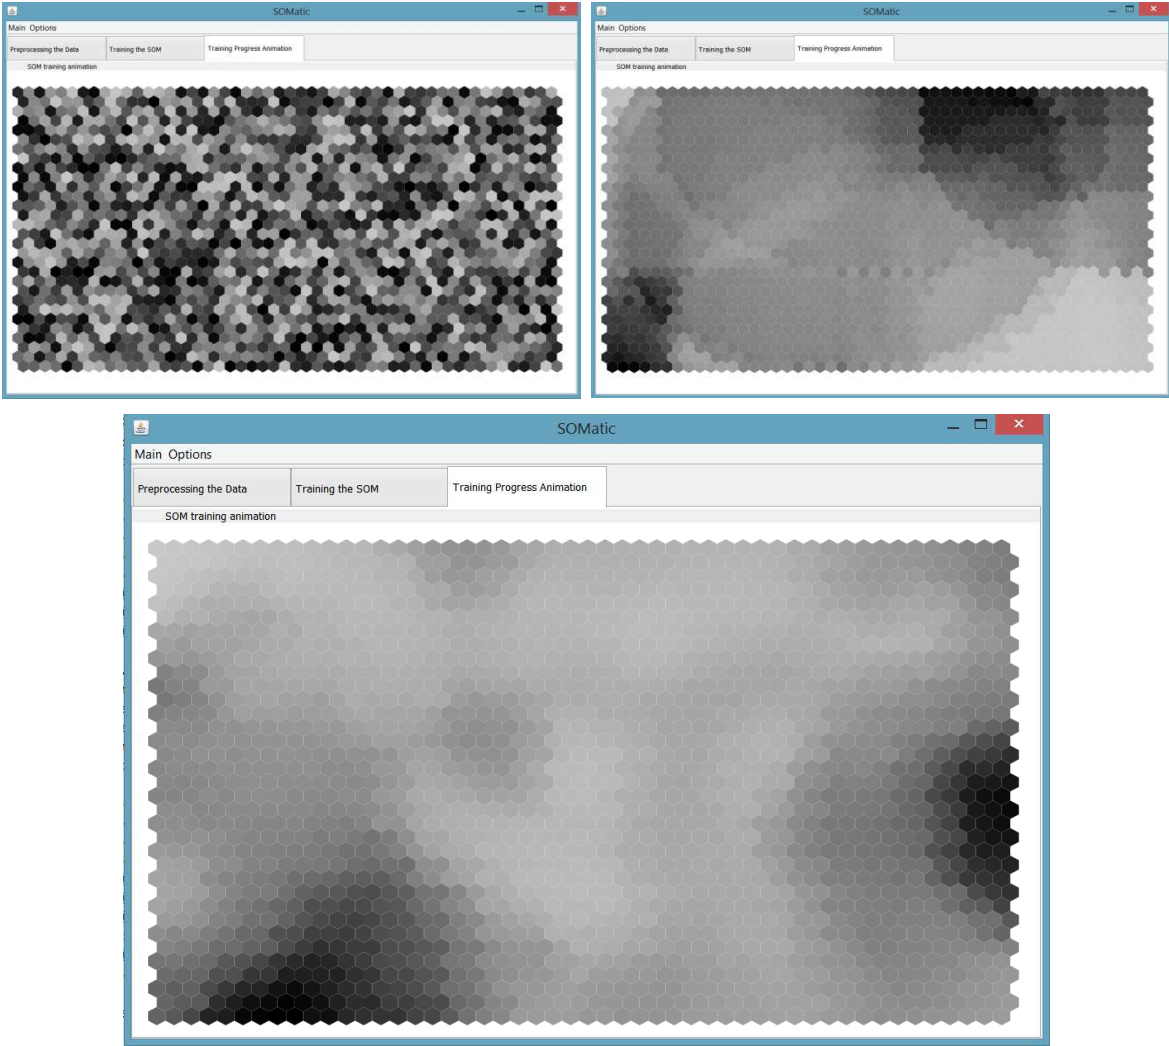 SOMatic
Main Options
Preprocessing the Data Training the SOM Training Progress Animation
SOM training animation
SOMatic
Main Options
Preprocessing the Data Training the SOM Training Progress Animation
SOM training animation
SOMatic
Main Options
Preprocessing the Data Training the SOM Training Progress Animation
SOM training animation